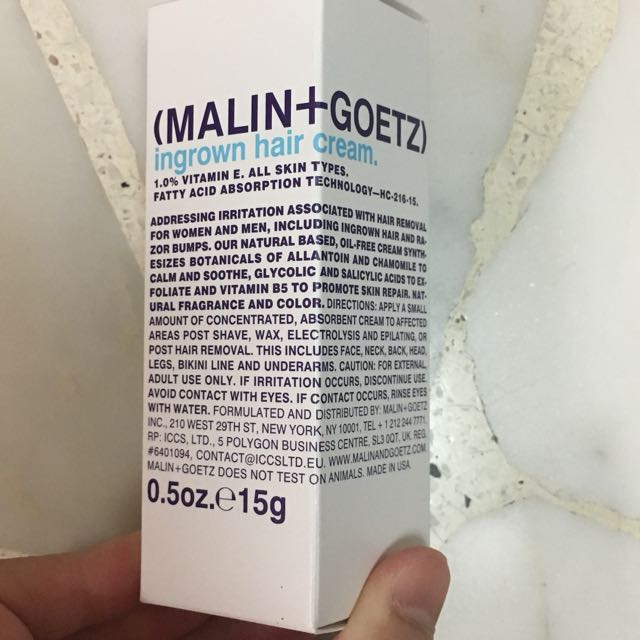 (MALIN+GOETZ)
ingrown hair cream.
1.0% VITAMIN E. ALL SKIN TYPES.
FATTY ACID ABSORPTION TECHNOLOGY—HC-216-15.
ADDRESSING IRRITATION ASSOCIATED WITH HAIR REMOVAL
FOR WOMEN AND MEN, INCLUDING INGROWN HAIR AND RA-
ZOR BUMPS. OUR NATURAL BASED, OIL-FREE CREAM SYNTH-
ESIZES BOTANICALS OF ALLANTOIN AND CHAMOMILE TO
CALM AND SOOTHE, GLYCOLIC AND SALICYLIC ACIDS TO EX-
FOLIATE AND VITAMIN B5 TO PROMOTE SKIN REPAIR. NAT-
URAL FRAGRANCE AND COLOR. DIRECTIONS: APPLY A SMALL
AMOUNT OF CONCENTRATED, ABSORBENT CREAM TO AFFECTED
AREAS POST SHAVE, WAX, ELECTROLYSIS AND EPILATING, OR
POST HAIR REMOVAL. THIS INCLUDES FACE, NECK, BACK, HEAD,
LEGS, BIKINI LINE AND UNDERARMS. CAUTION: FOR EXTERNAL,
ADULT USE ONLY. IF IRRITATION OCCURS, DISCONTINUE USE.
AVOID CONTACT WITH EYES. IF CONTACT OCCURS, RINSE EYES
WITH WATER. FORMULATED AND DISTRIBUTED BY: MALIN+GOETZ
INC., 210 WEST 29TH ST, NEW YORK, NY 10001, TEL + 1 212 244 7771.
RP: ICCS, LTD., 5 POLYGON BUSINESS CENTRE, SL3 0QT, UK. REG.
#6401094, CONTACT@ICCSLTD.EU. WWW.MALINANDGOETZ.COM
MALIN+GOETZ DOES NOT TEST ON ANIMALS. MADE IN USA
0.5oz.℮15g